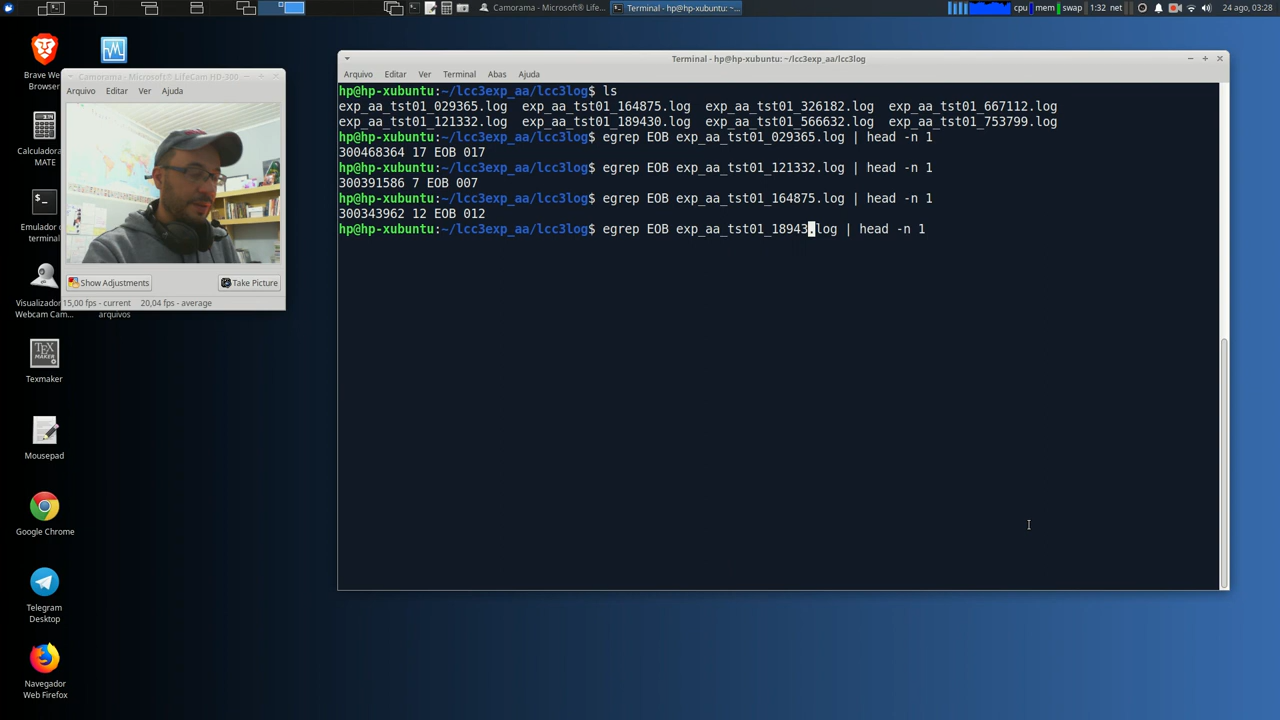 Camorama - Microsoft® Life...
Terminal - hp@hp-xubuntu: ~...
cpu
mem
swap
1:32 net
24 ago, 03:28
Brave Web
Browser
Calculadora
MATE
Emulador d
terminal
Visualizado
Webcam Cam...
arquivos
Texmaker
TEX
MAKER
Mousepad
Google Chrome
Telegram
Desktop
Navegador
Web Firefox
Camorama - Microsoft® LifeCam HD-300
Arquivo Editar Ver Ajuda
Show Adjustments
Take Picture
15,00 fps - current 20,04 fps - average
Terminal - hp@hp-xubuntu: ~/lcc3exp_aa/lcc3log
Arquivo Editar Ver Terminal Abas Ajuda
hp@hp-xubuntu:~/lcc3exp_aa/lcc3log$ ls
exp_aa_tst01_029365.log exp_aa_tst01_164875.log exp_aa_tst01_326182.log exp_aa_tst01_667112.log
exp_aa_tst01_121332.log exp_aa_tst01_189430.log exp_aa_tst01_566632.log exp_aa_tst01_753799.log
hp@hp-xubuntu:~/lcc3exp_aa/lcc3log$ egrep EOB exp_aa_tst01_029365.log | head -n 1
300468364 17 EOB 017
hp@hp-xubuntu:~/lcc3exp_aa/lcc3log$ egrep EOB exp_aa_tst01_121332.log | head -n 1
300391586 7 EOB 007
hp@hp-xubuntu:~/lcc3exp_aa/lcc3log$ egrep EOB exp_aa_tst01_164875.log | head -n 1
300343962 12 EOB 012
hp@hp-xubuntu:~/lcc3exp_aa/lcc3log$ egrep EOB exp_aa_tst01_18943.log | head -n 1